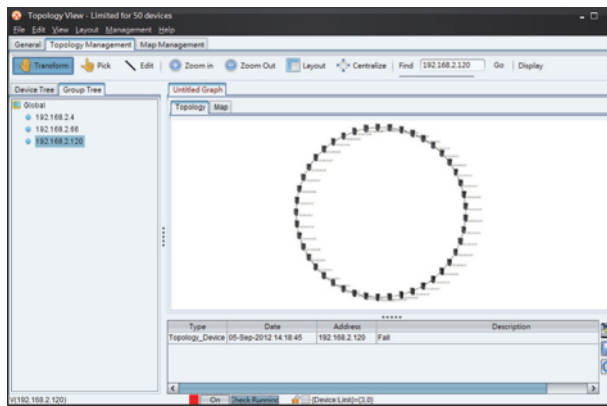 Topology View - Limited for 50 devices
File Edit View Layout Management Help
General Topology Management Map Management
Transform Pick Edit Zoom in Zoom Out Layout Centralize Find 192.168.2.120 Go Display
Device Tree Group Tree Untitled Graph
Global
192.168.2.4
192.168.2.66
192.168.2.120
Topology Map
Type Date Address Description
Topology_Device 05-Sep-2012 14:18:45 192.168.2.120 Fail
V(192.168.2.120) On Check Running [Device:Link]=[3,0]